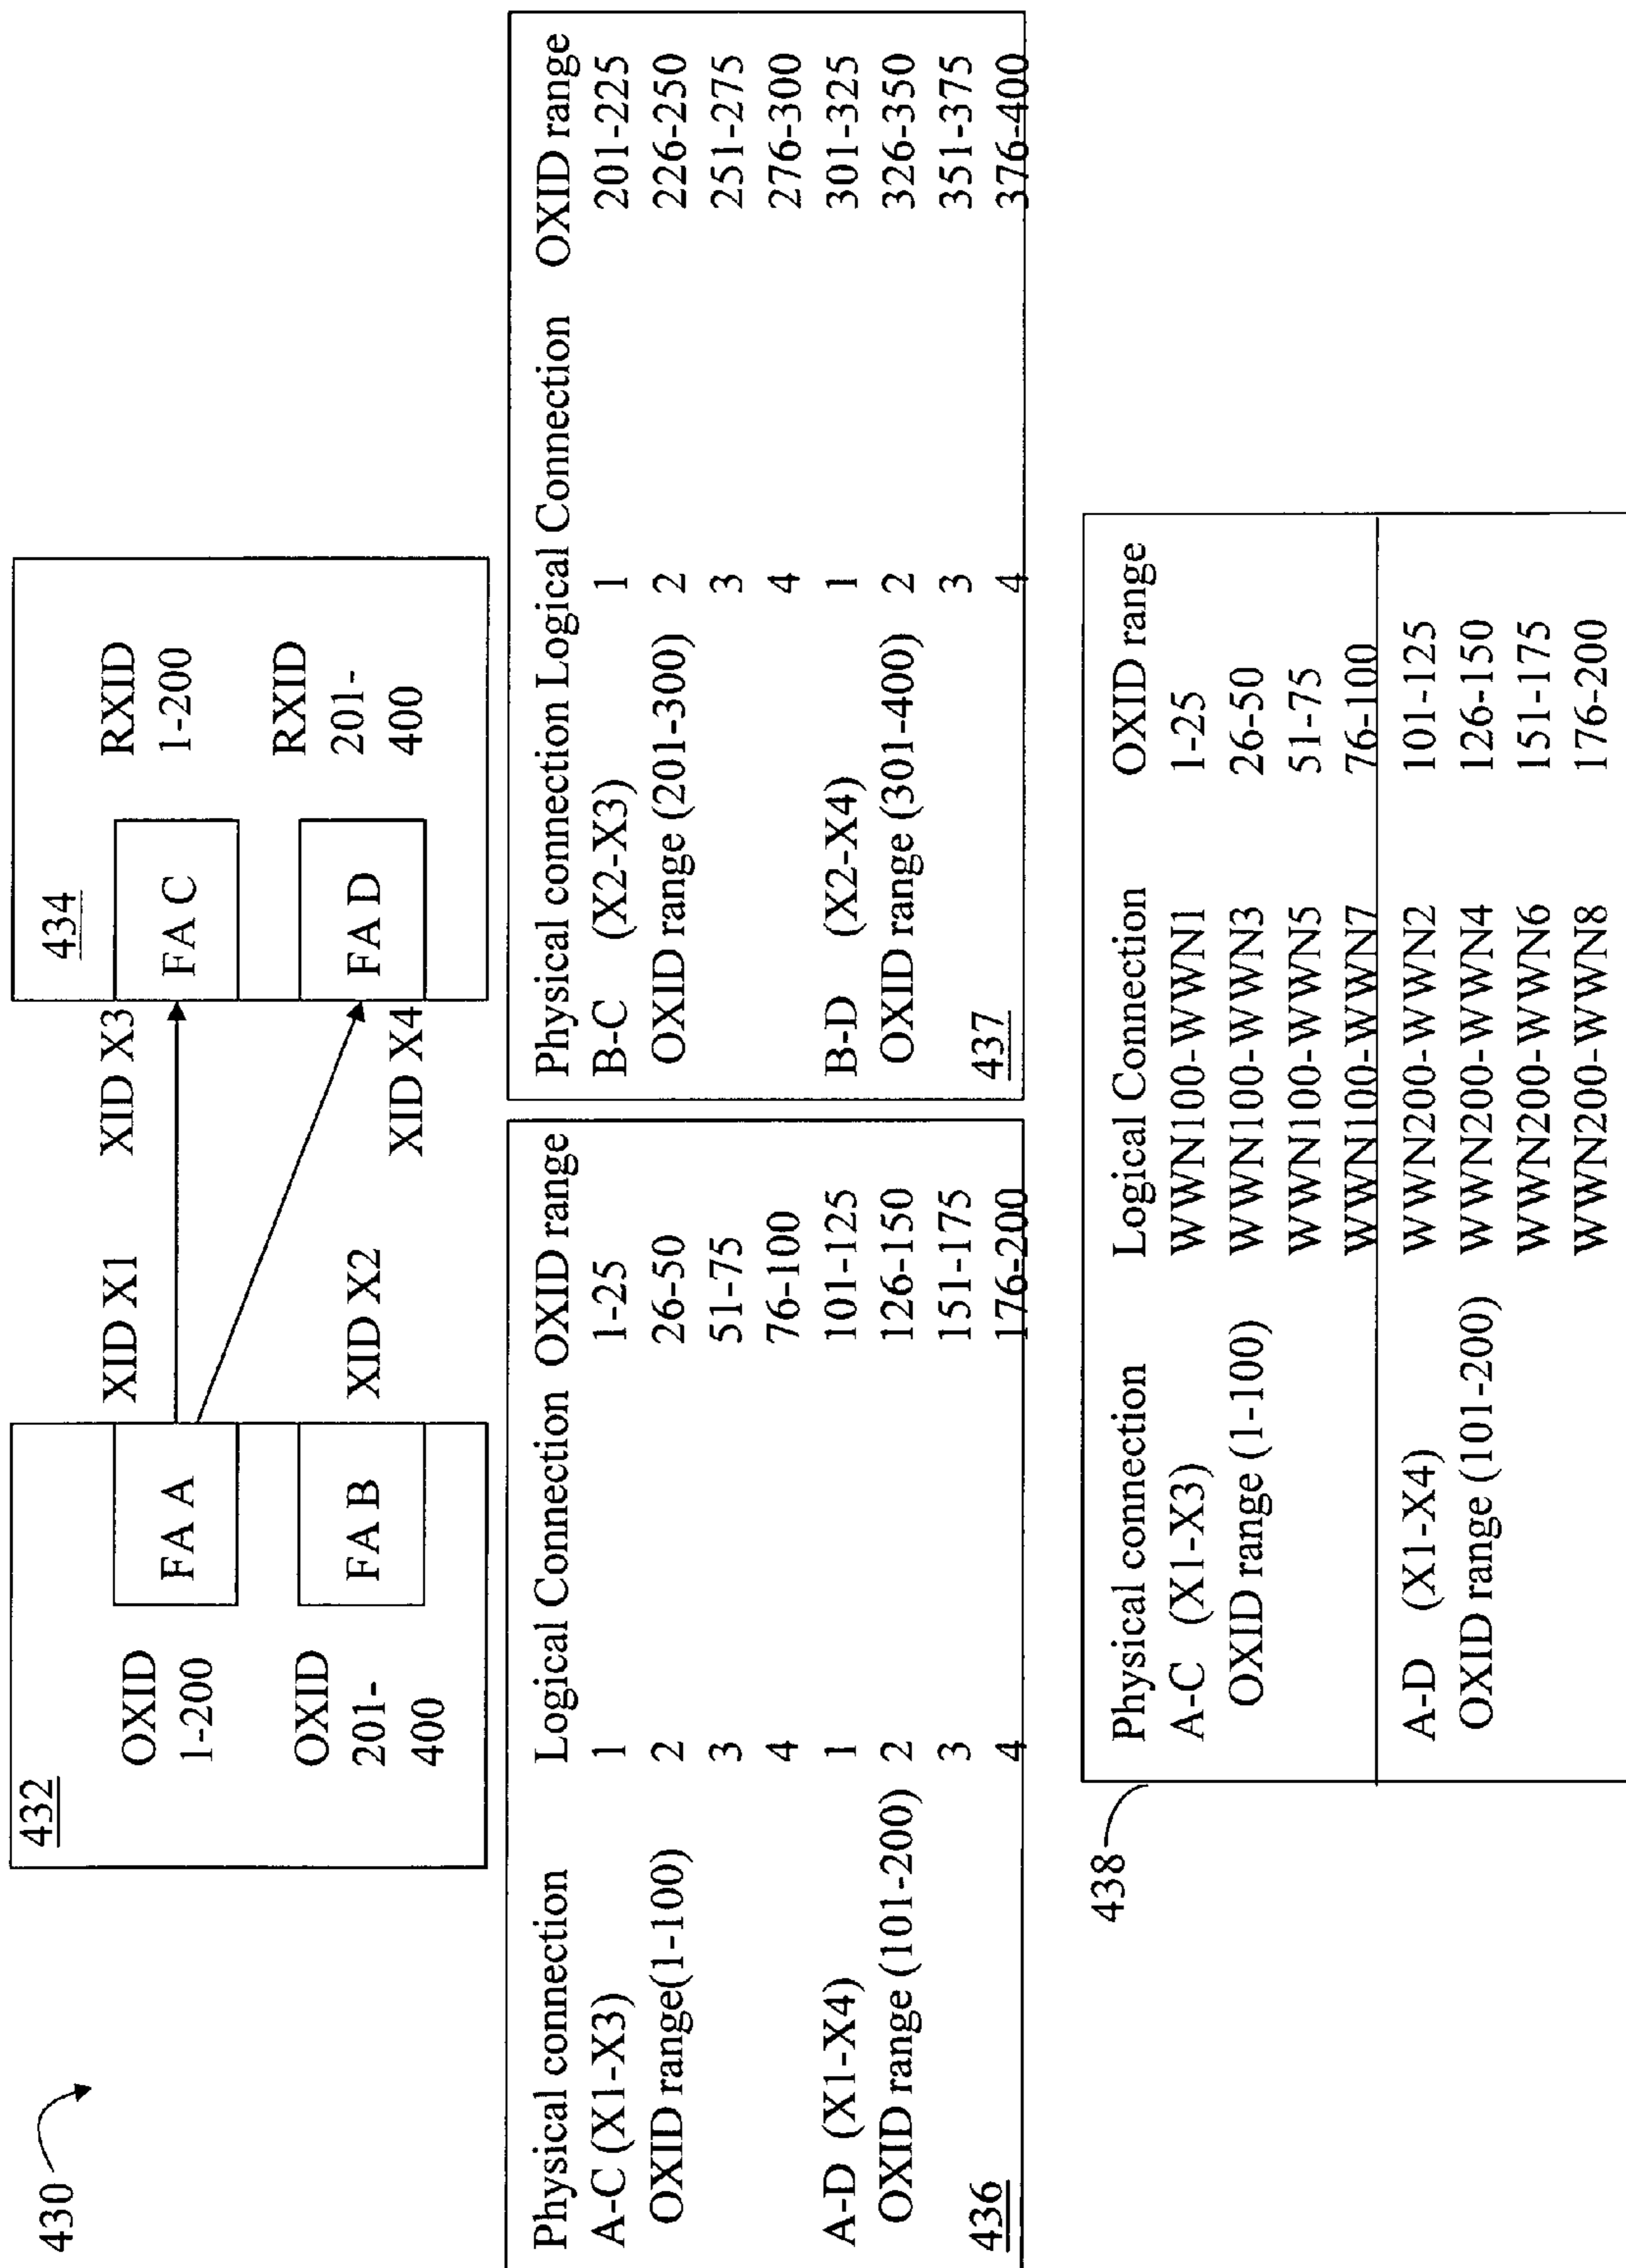 430
432
OXID
1-200
FA A
XID X1
OXID
201-
400
FA B
XID X2
434
XID X3
FA C
RXID
1-200
XID X4
FA D
RXID
201-
400
Physical connection Logical Connection OXID range
A-C (X1-X3) 1 1-25
OXID range(1-100) 2 26-50
3 51-75
4 76-100
A-D (X1-X4) 1 101-125
OXID range (101-200) 2 126-150
3 151-175
436 4 176-200
Physical connection Logical Connection OXID range
B-C (X2-X3) 1 201-225
OXID range (201-300) 2 226-250
3 251-275
4 276-300
B-D (X2-X4) 1 301-325
OXID range (301-400) 2 326-350
3 351-375
437 4 376-400
438
Physical connection Logical Connection OXID range
A-C (X1-X3) WWN100-WWN1 1-25
OXID range (1-100) WWN100-WWN3 26-50
WWN100-WWN5 51-75
WWN100-WWN7 76-100
A-D (X1-X4) WWN200-WWN2 101-125
OXID range (101-200) WWN200-WWN4 126-150
WWN200-WWN6 151-175
WWN200-WWN8 176-200